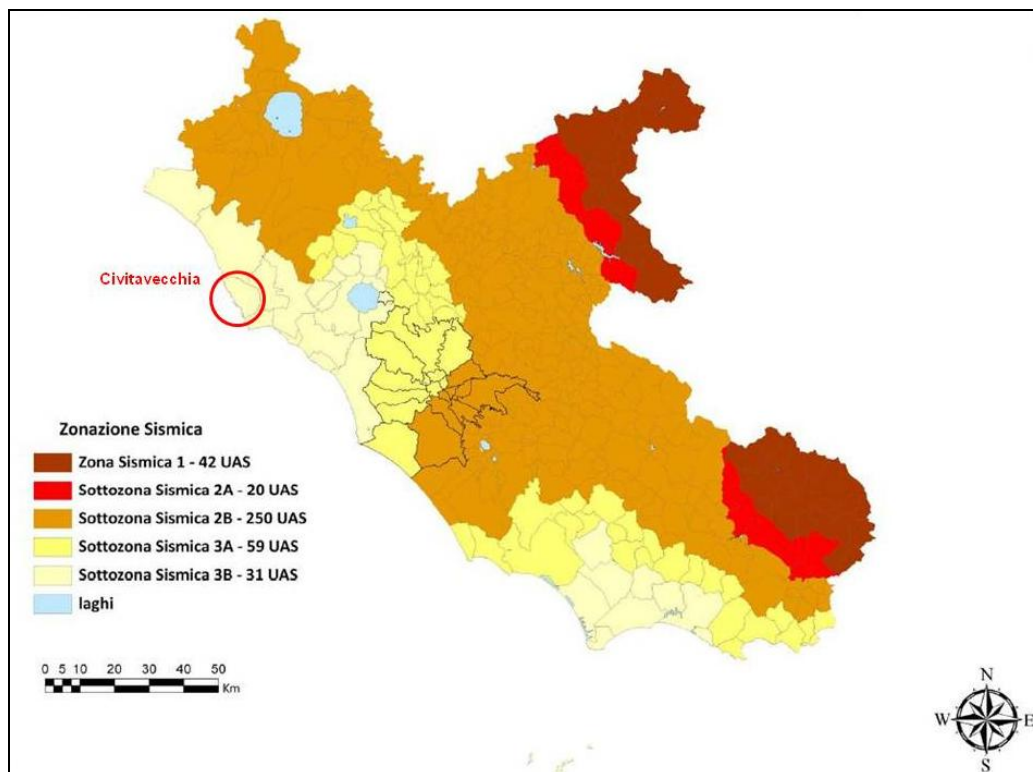 Civitavecchia
Zonazione Sismica
Zona Sismica 1 - 42 UAS
Sottozona Sismica 2A - 20 UAS
Sottozona Sismica 2B - 250 UAS
Sottozona Sismica 3A - 59 UAS
Sottozona Sismica 3B - 31 UAS
laghi
0 5 10 20 30 40 50
Km
N
W E
S